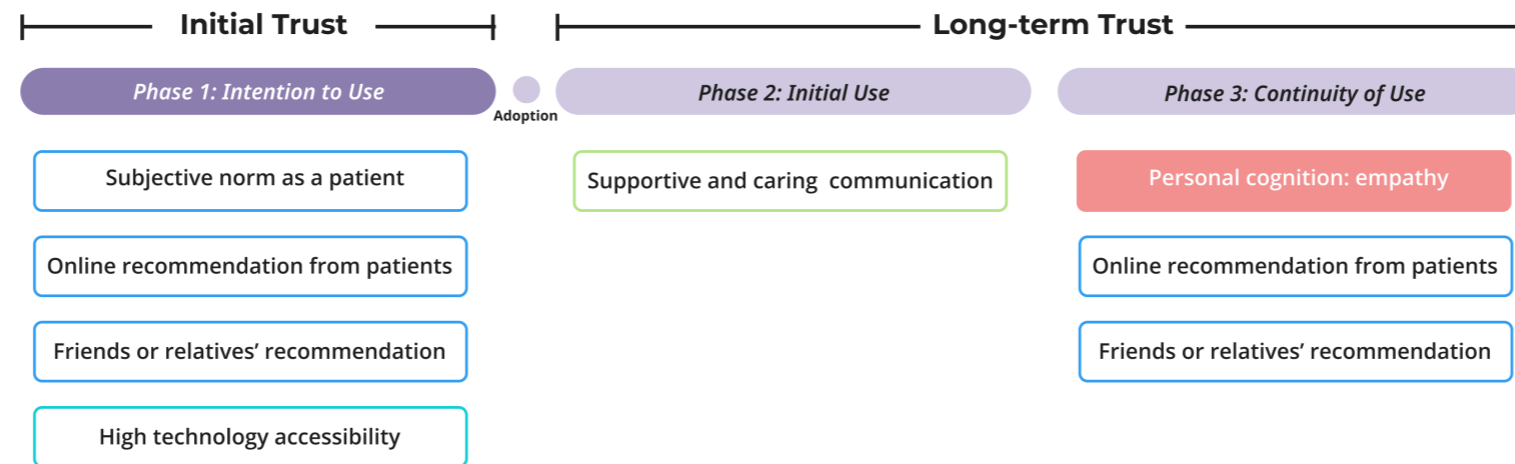 Initial Trust
Long-term Trust
Phase 1: Intention to Use
Adoption
Phase 2: Initial Use
Phase 3: Continuity of Use
Subjective norm as a patient
Supportive and caring communication
Personal cognition: empathy
Online recommendation from patients
Online recommendation from patients
Friends or relatives’ recommendation
Friends or relatives’ recommendation
High technology accessibility